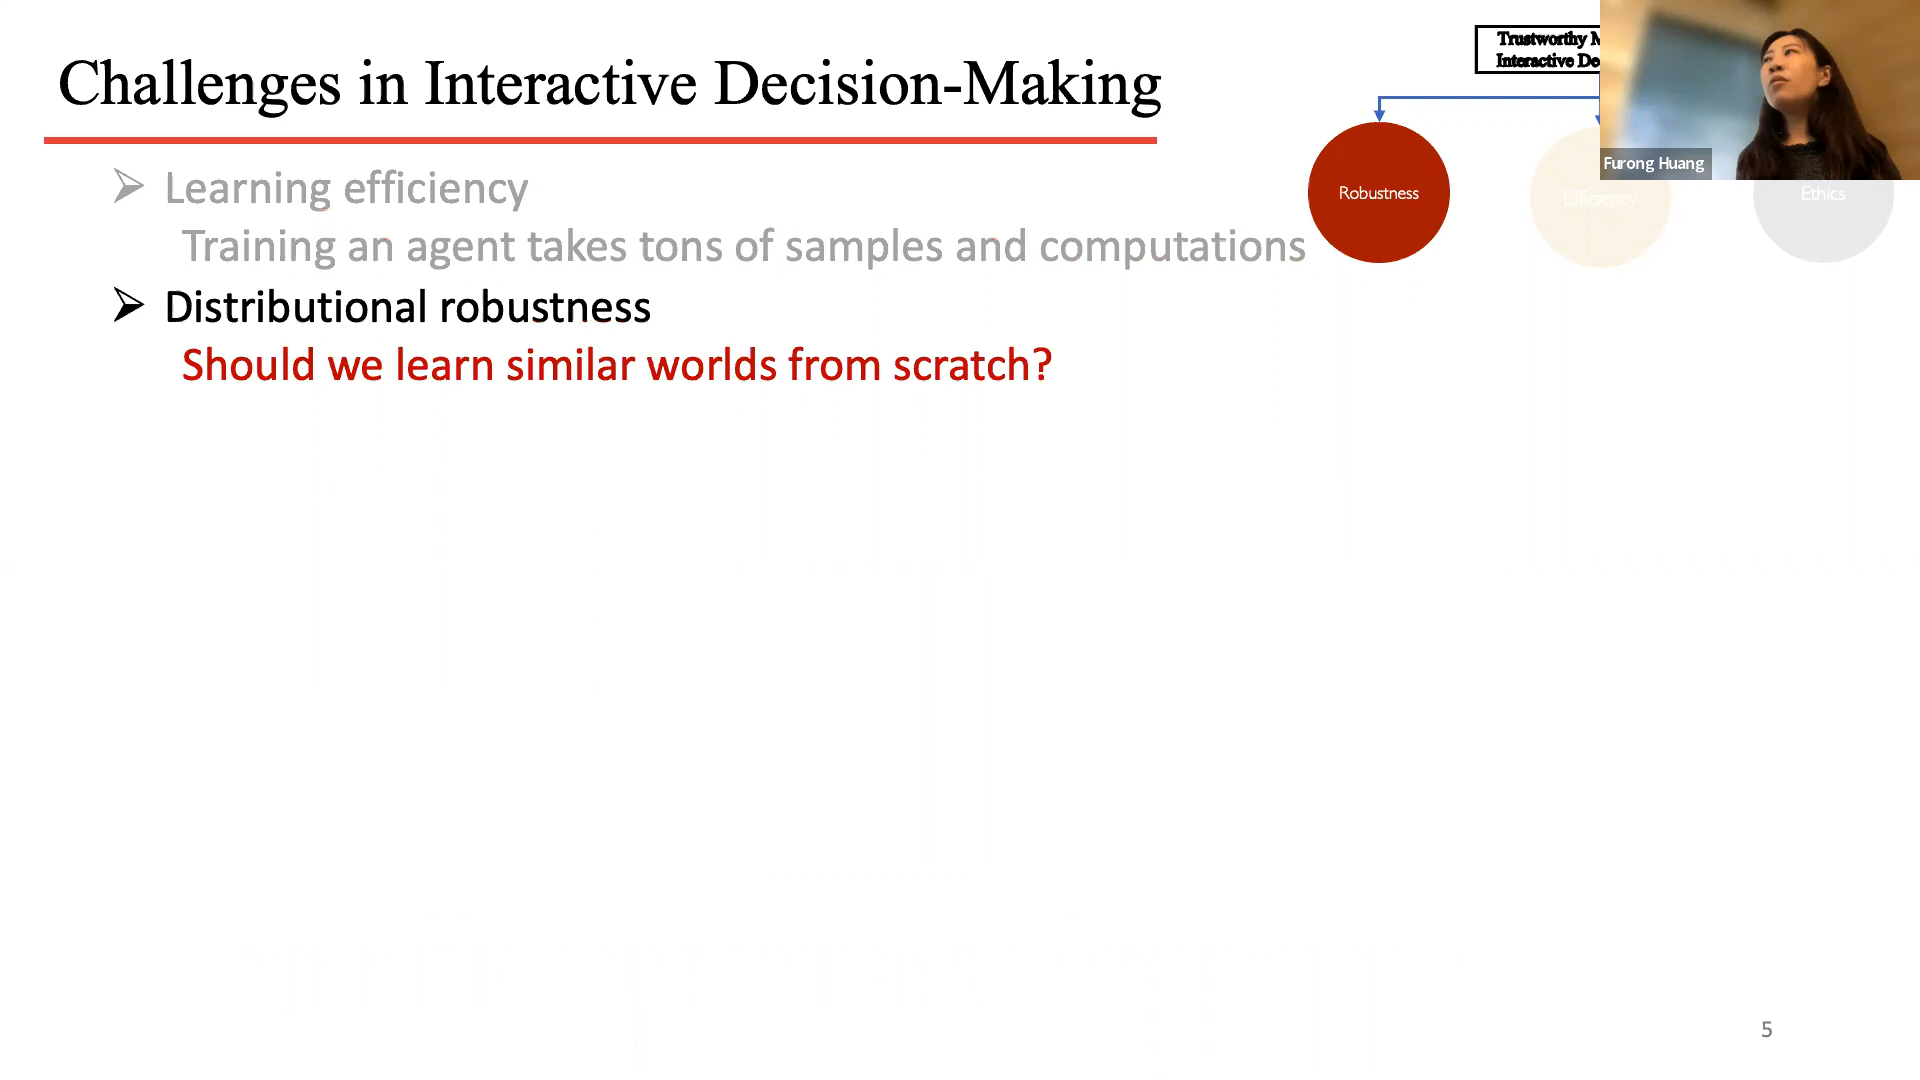 Challenges in Interactive Decision-Making
Trustworthy
Interactive
Furong Huang
Learning efficiency
Training an agent takes tons of samples and computations
Distributional robustness
Should we learn similar worlds from scratch?
Robustness
Efficiency
Ethics
5